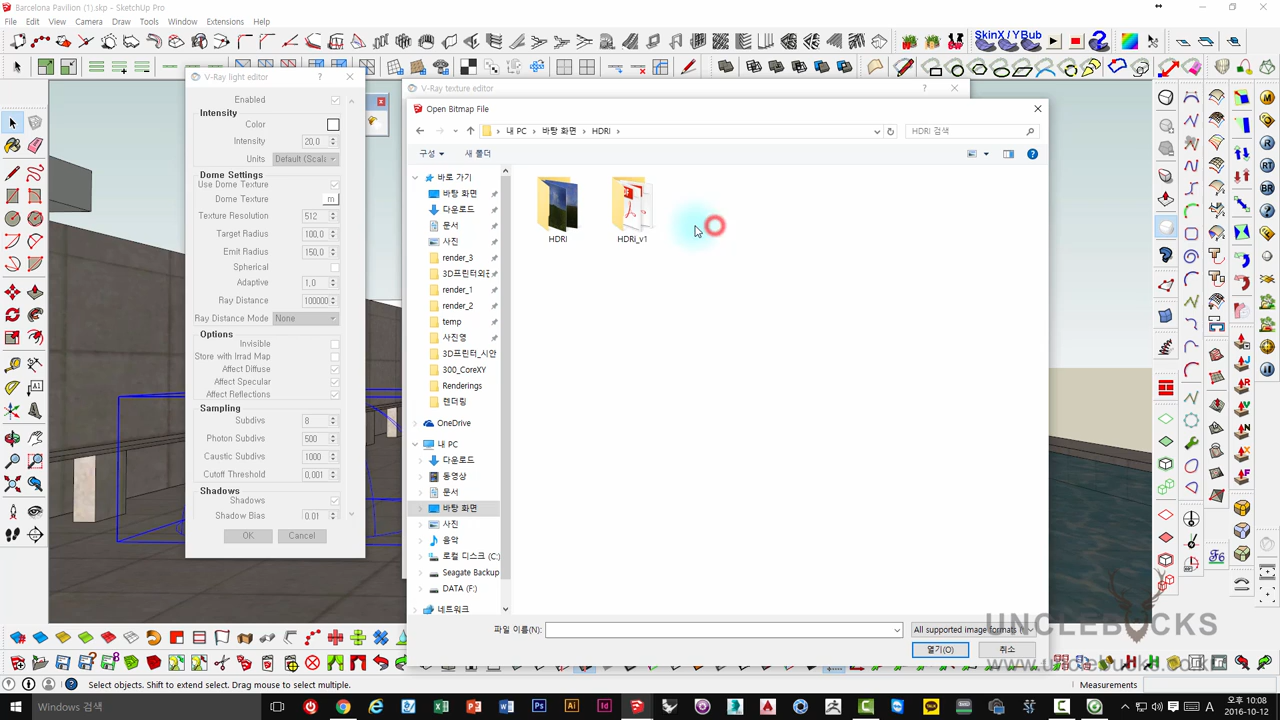 Barcelona Pavilion (1).skp - SketchUp Pro
File Edit View Camera Draw Tools Window Extensions Help
SkinX / YBub
V-Ray light editor
Enabled
Intensity
Color
Intensity 20,0
Units Default (Scala
Dome Settings
Use Dome Texture
Dome Texture m
Texture Resolution 512
Target Radius 100,0
Emit Radius 150,0
Spherical
Adaptive 1,0
Ray Distance 100000
Ray Distance Mode None
Options
Invisible
Store with Irrad Map
Affect Diffuse
Affect Specular
Affect Reflections
Sampling
Subdivs 8
Photon Subdivs 500
Caustic Subdivs 1000
Cutoff Threshold 0,001
Shadows
Shadows
Shadow Bias 0,01
OK Cancel
V-Ray texture editor
Open Bitmap File
내 PC > 바탕 화면 > HDRI >
HDRI 검색
구성 새 폴더
바로 가기
바탕 화면
다운로드
문서
사진
render_3
3D프린터외관
render_1
render_2
temp
사진영
3D프린터_시안
300_CoreXY
Renderings
렌더링
OneDrive
내 PC
다운로드
동영상
문서
바탕 화면
사진
음악
로컬 디스크 (C:)
Seagate Backup
DATA (F:)
네트워크
HDRI
HDRI_v1
파일 이름(N):
All supported image formats
열기(O) 취소
UNCLEBUCKS
www.unclebucks.co.kr
Select objects. Shift to extend select. Drag mouse to select multiple.
Measurements
Windows 검색
오후 10:08
2016-10-12